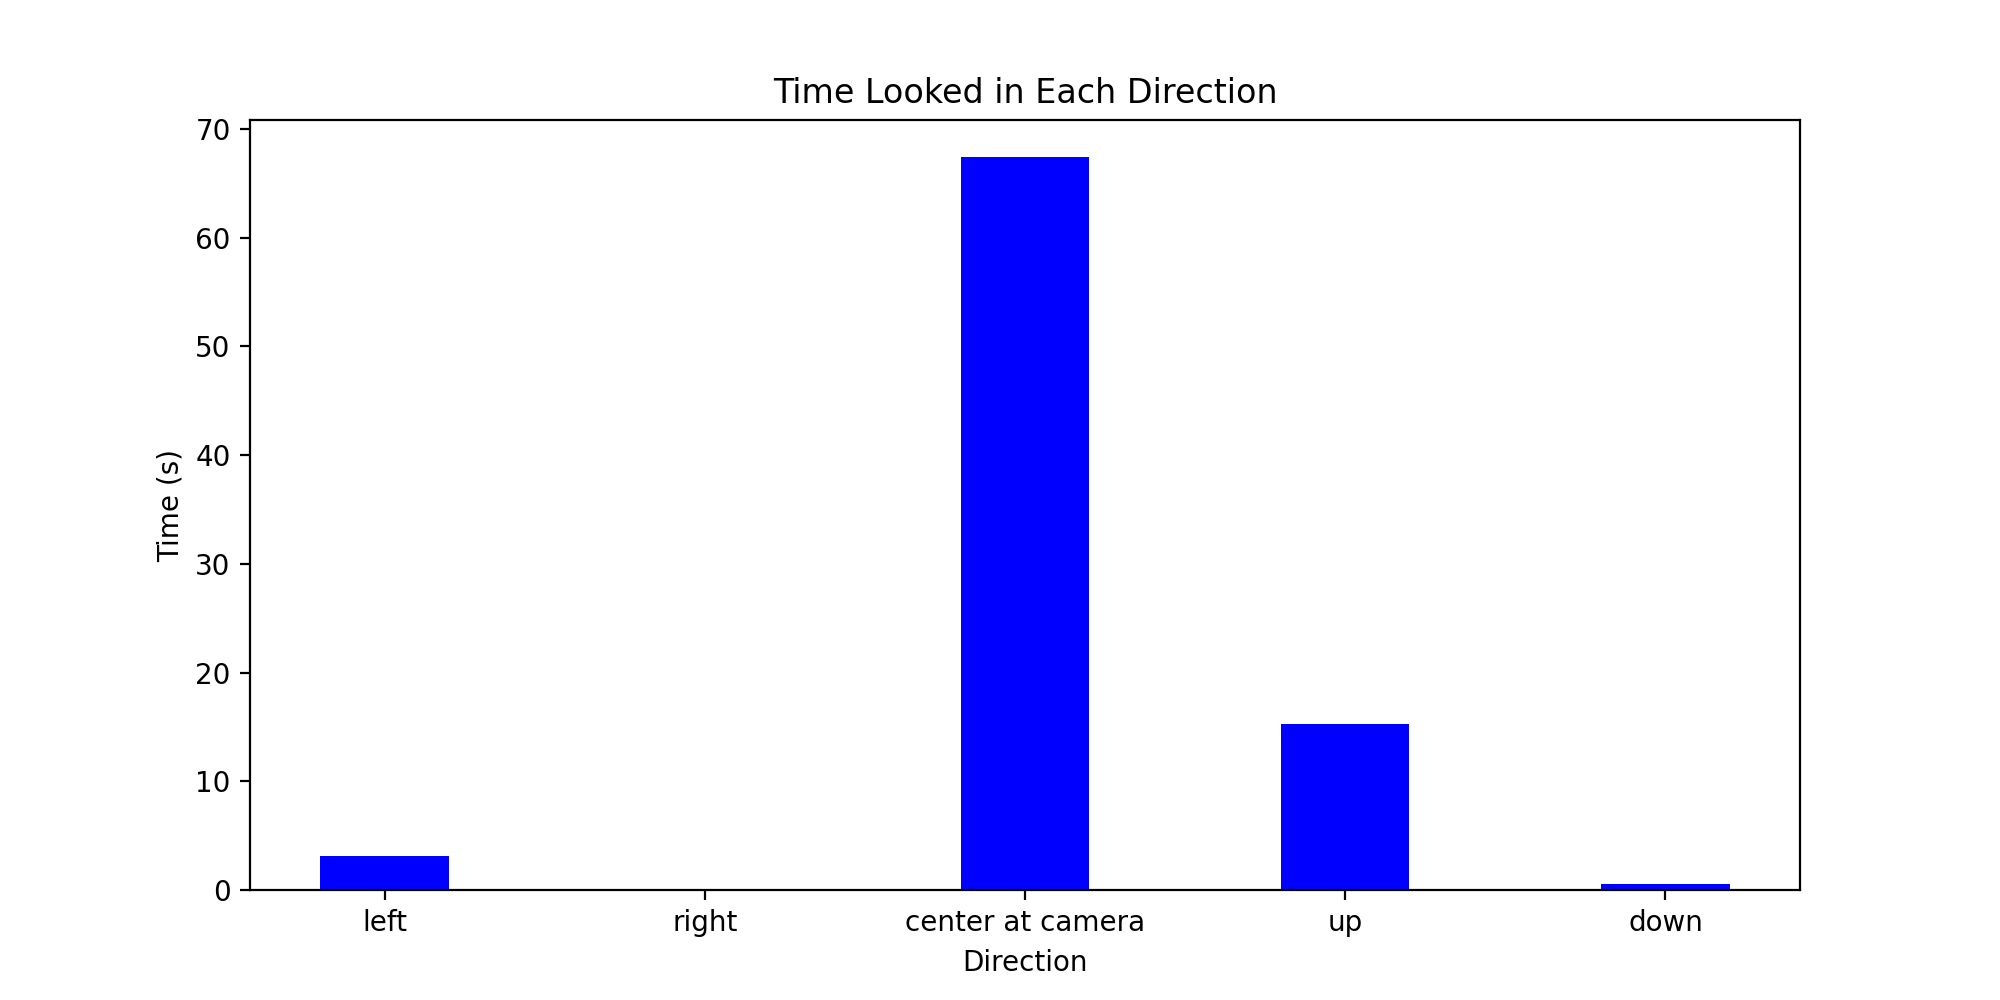 Time Looked in Each Direction
70
60
50
40
30
20
10
0
Time (s)
left right center at camera up down
Direction